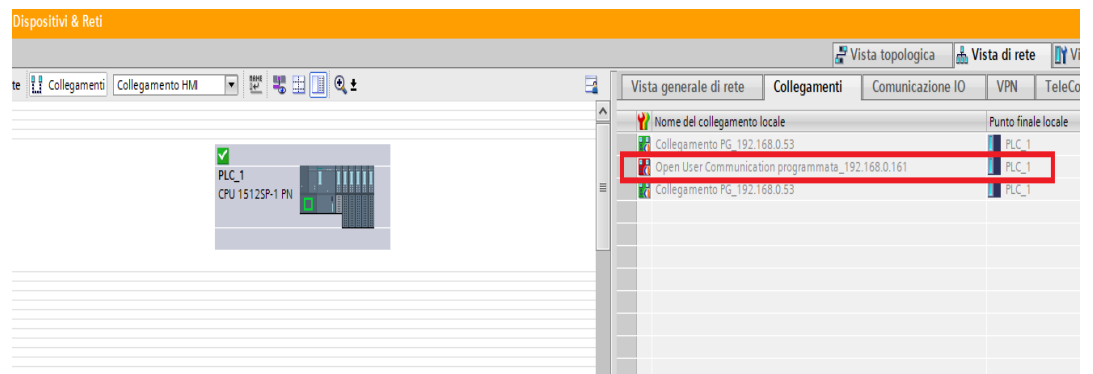 Dispositivi & Reti
Vista topologica Vista di rete Vi
te Collegamenti Collegamento HMI
Vista generale di rete Collegamenti Comunicazione IO VPN TeleCo
Nome del collegamento locale Punto finale locale
Collegamento PG_192.168.0.53 PLC_1
Open User Communication programmata_192.168.0.161 PLC_1
Collegamento PG_192.168.0.53 PLC_1
PLC_1
CPU 1512SP-1 PN